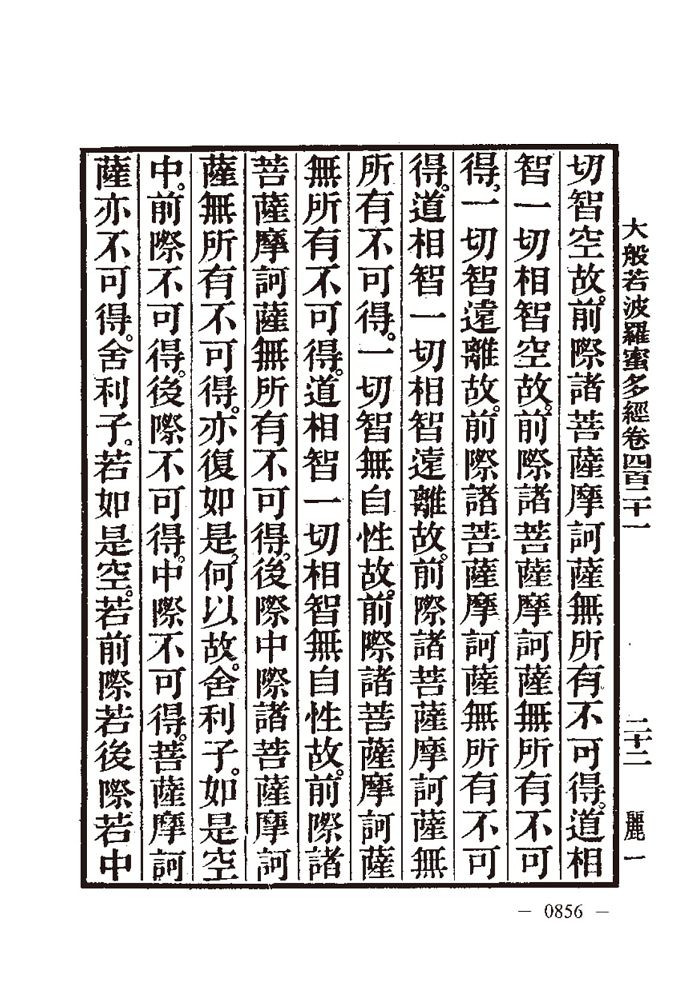 大般若波羅蜜多經卷四百二十一
二十二
麗一
切智空故。前際諸菩薩摩訶薩無所有不可得。道相
智一切相智空故。前際諸菩薩摩訶薩無所有不可
得。一切智遠離故。前際諸菩薩摩訶薩無所有不可
得。道相智一切相智遠離故。前際諸菩薩摩訶薩無
所有不可得。一切智無自性故。前際諸菩薩摩訶薩
無所有不可得。道相智一切相智無自性故。前際諸
菩薩摩訶薩無所有不可得。後際中際諸菩薩摩訶
薩無所有不可得。亦復如是。何以故。舍利子。如是空
中。前際不可得。後際不可得。中際不可得。菩薩摩訶
薩亦不可得。舍利子。若如是空。若前際若後際若中
— 0856 —